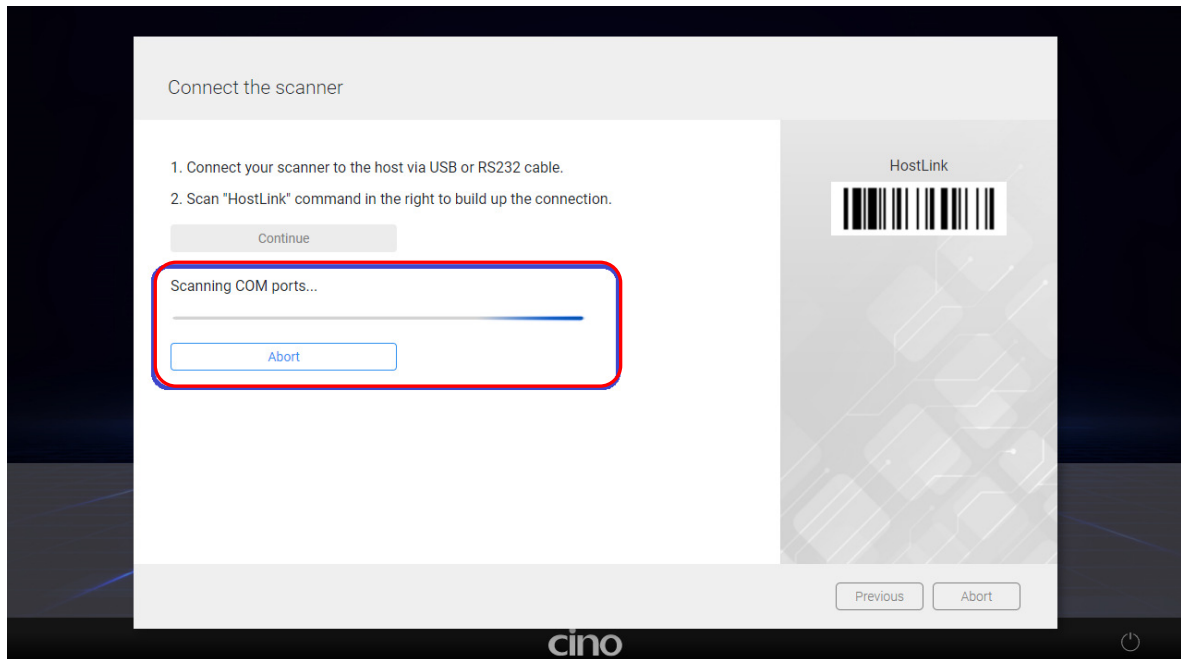 Connect the scanner
1. Connect your scanner to the host via USB or RS232 cable.
2. Scan "HostLink" command in the right to build up the connection.
Continue
Scanning COM ports...
Abort
HostLink
Previous
Abort
cino